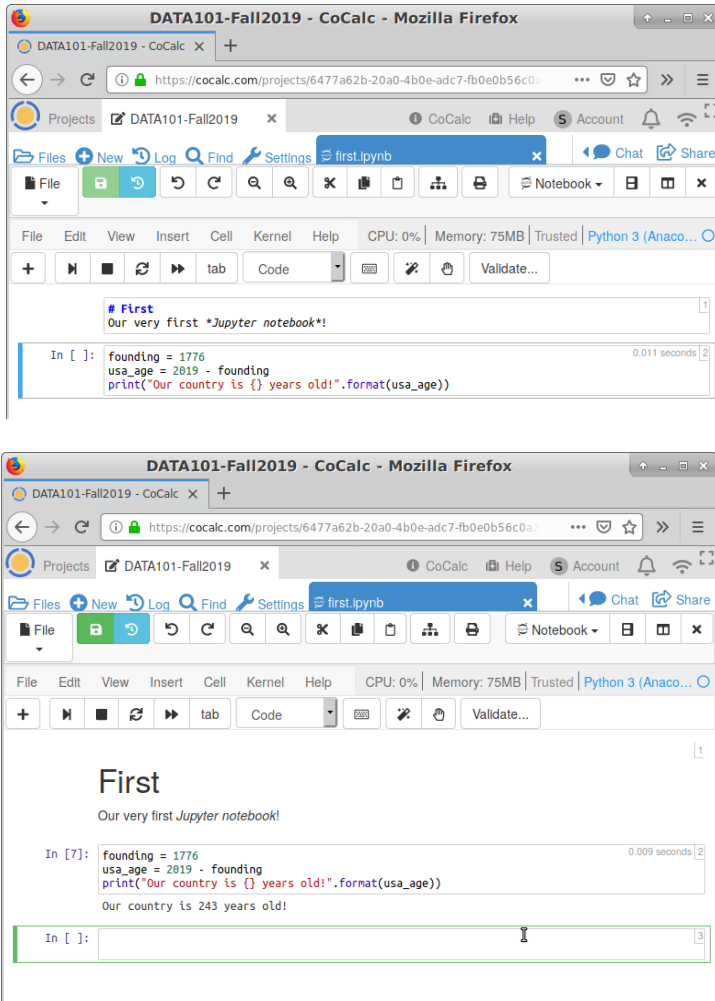 DATA101-Fall2019 - CoCalc - Mozilla Firefox
DATA101-Fall2019 - CoCalc
https://cocalc.com/projects/6477a62b-20a0-4b0e-adc7-fb0e0b56c0a
Projects DATA101-Fall2019 CoCalc Help S Account
Files New Log Find Settings first.ipynb Chat Share
File Notebook
File Edit View Insert Cell Kernel Help CPU: 0% Memory: 75MB Trusted Python 3 (Anaco...
tab Code Validate...
# First 1
Our very first *Jupyter notebook*!
In [ ]: founding = 1776 0.011 seconds 2
usa_age = 2019 - founding
print("Our country is {} years old!".format(usa_age))
DATA101-Fall2019 - CoCalc - Mozilla Firefox
DATA101-Fall2019 - CoCalc
https://cocalc.com/projects/6477a62b-20a0-4b0e-adc7-fb0e0b56c0a
Projects DATA101-Fall2019 CoCalc Help S Account
Files New Log Find Settings first.ipynb Chat Share
File Notebook
File Edit View Insert Cell Kernel Help CPU: 0% Memory: 75MB Trusted Python 3 (Anaco...
tab Code Validate...
1
First
Our very first Jupyter notebook!
In [7]: founding = 1776 0.009 seconds 2
usa_age = 2019 - founding
print("Our country is {} years old!".format(usa_age))
Our country is 243 years old!
In [ ]: 3